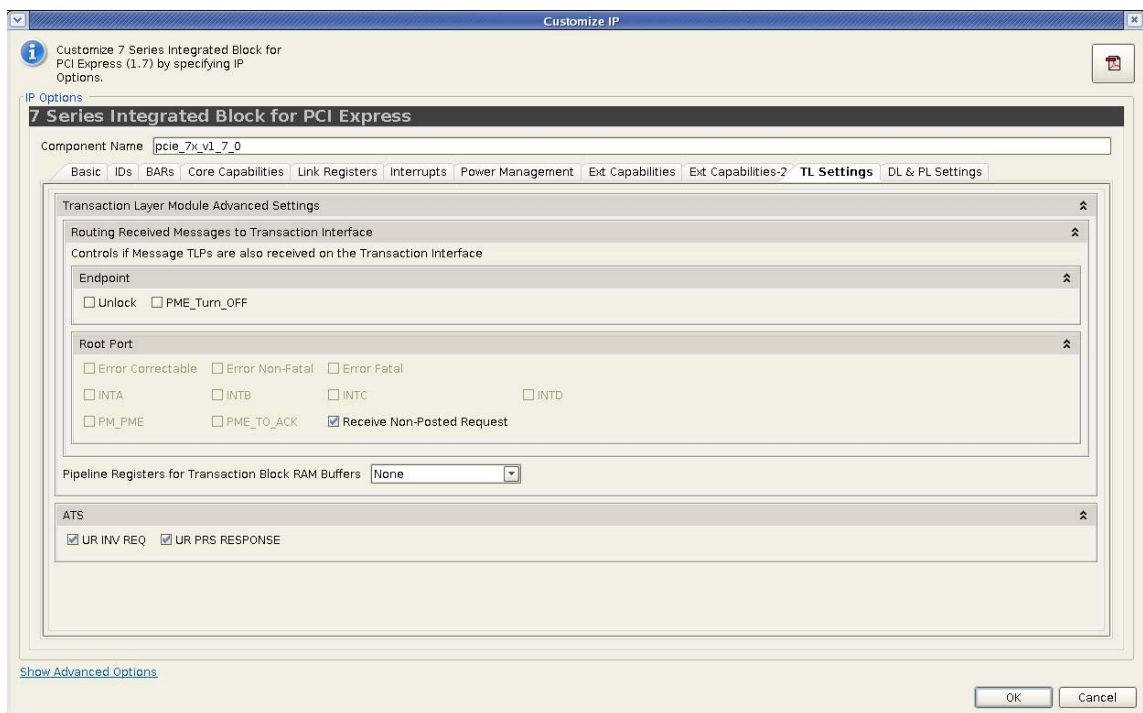 Customize IP
Customize 7 Series Integrated Block for
PCI Express (1.7) by specifying IP
Options.
IP Options
7 Series Integrated Block for PCI Express
Component Name pcie_7x_v1_7_0
Basic IDs BARs Core Capabilities Link Registers Interrupts Power Management Ext Capabilities Ext Capabilities-2 TL Settings DL & PL Settings
Transaction Layer Module Advanced Settings
Routing Received Messages to Transaction Interface
Controls if Message TLPs are also received on the Transaction Interface
Endpoint
Unlock PME_Turn_OFF
Root Port
Error Correctable Error Non-Fatal Error Fatal
INTA INTB INTC INTD
PM_PME PME_TO_ACK Receive Non-Posted Request
Pipeline Registers for Transaction Block RAM Buffers None
ATS
UR INV REQ UR PRS RESPONSE
Show Advanced Options
OK Cancel